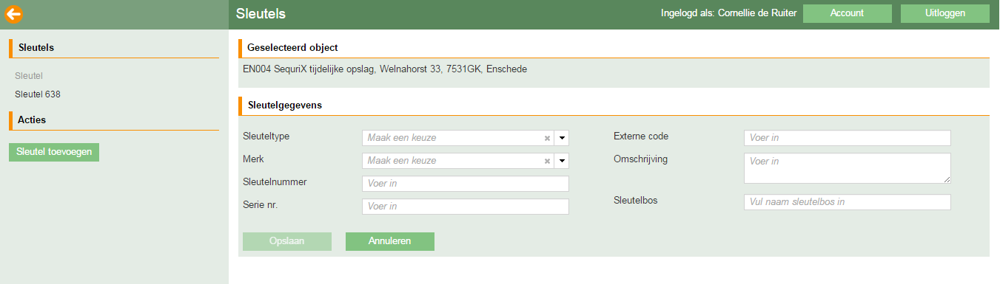 Sleutels
Ingelogd als: Cornellie de Ruiter
Account
Uitloggen
Sleutels
Sleutel
Sleutel 638
Acties
Sleutel toevoegen
Geselecteerd object
EN004 SequriX tijdelijke opslag, Welnahorst 33, 7531GK, Enschede
Sleutelgegevens
Sleuteltype
Maak een keuze
Merk
Maak een keuze
Sleutelnummer
Voer in
Serie nr.
Voer in
Externe code
Voer in
Omschrijving
Voer in
Sleutelbos
Vul naam sleutelbos in
Opslaan
Annuleren